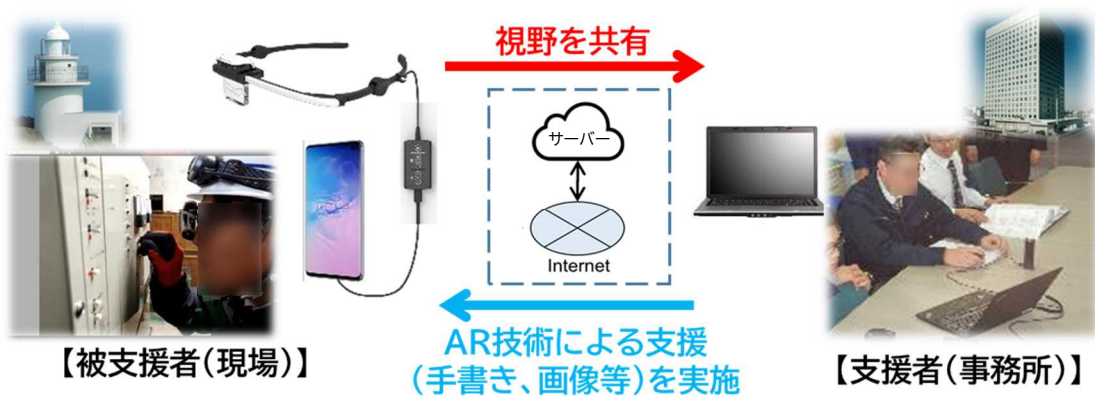 視野を共有
サーバー
Internet
AR技術による支援
(手書き、画像等)を実施
【被支援者(現場)】
【支援者(事務所)】